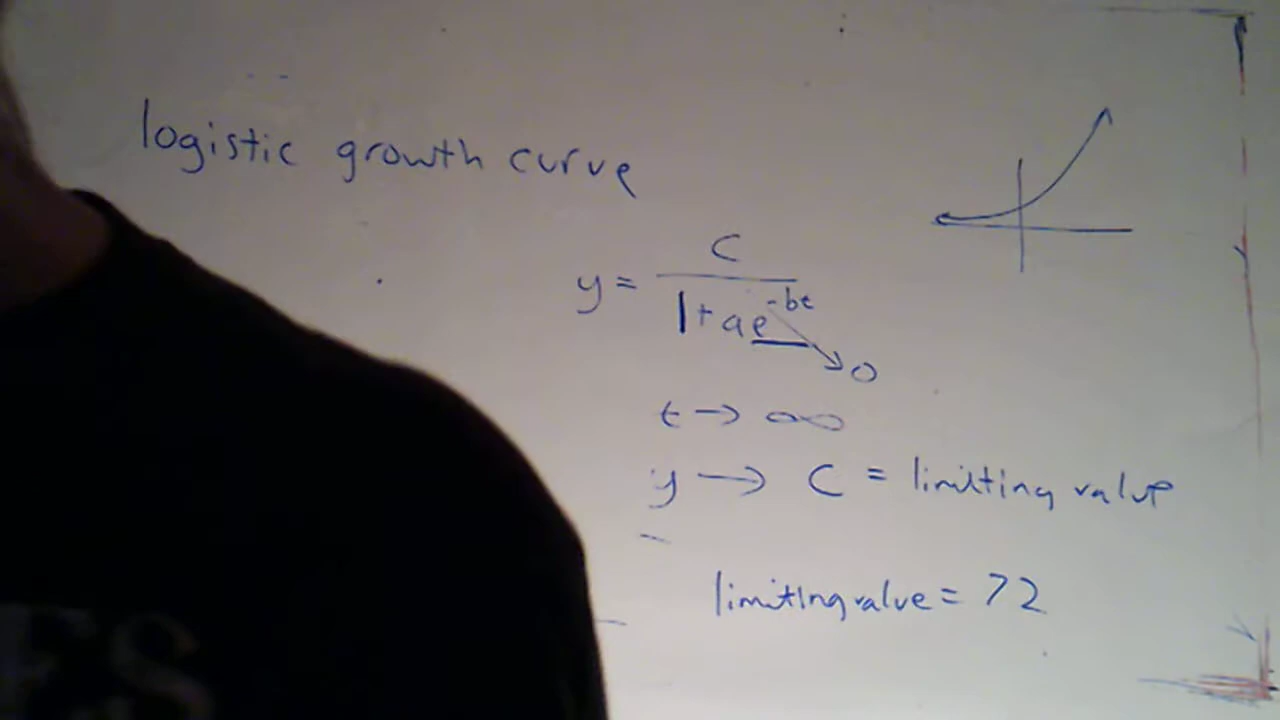 logistic growth curve
y = C / 1 + ae^-bt → 0
t → ∞
y → C = limiting value
limiting value = 72